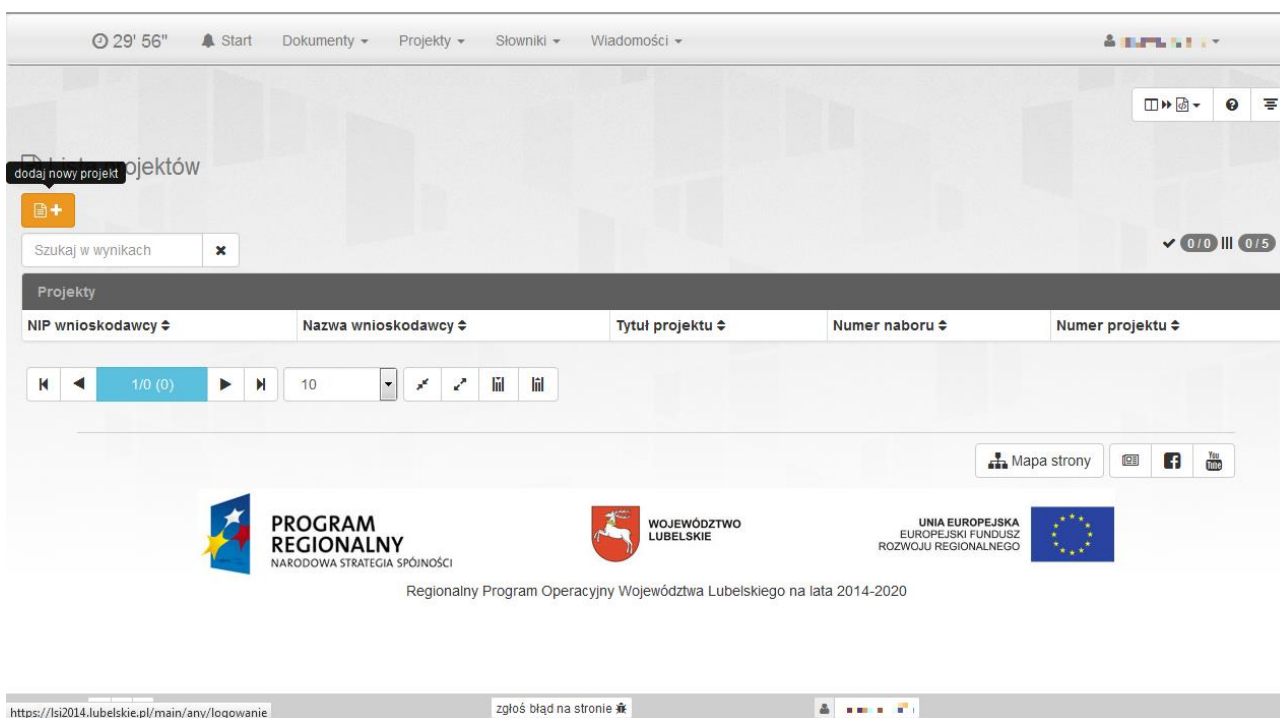 29' 56" Start Dokumenty Projekty Słowniki Wiadomości
ojektów
dodaj nowy projekt
Szukaj w wynikach
0/0 0/5
Projekty
NIP wnioskodawcy Nazwa wnioskodawcy Tytuł projektu Numer naboru Numer projektu
1/0 (0) 10
Mapa strony You Tube
PROGRAM REGIONALNY
NARODOWA STRATEGIA SPÓJNOŚCI
WOJEWÓDZTWO
LUBELSKIE
UNIA EUROPEJSKA
EUROPEJSKI FUNDUSZ
ROZWOJU REGIONALNEGO
Regionalny Program Operacyjny Województwa Lubelskiego na lata 2014-2020
https://lsi2014.lubelskie.pl/main/any/logowanie zgłoś błąd na stronie